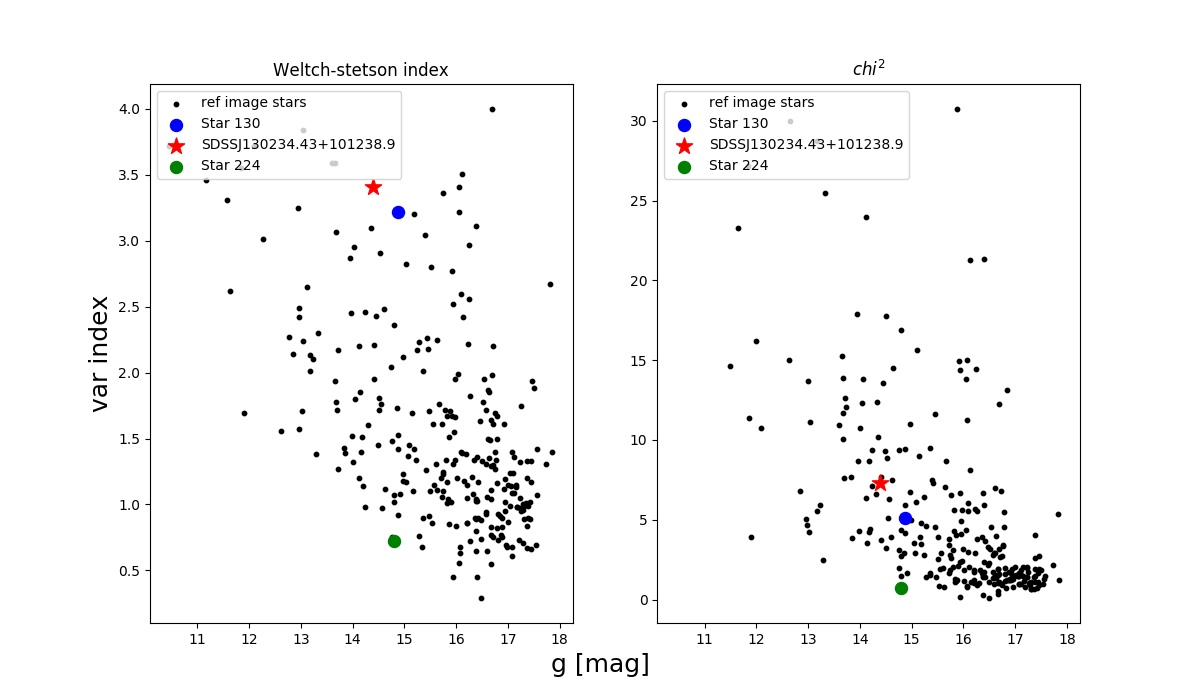 Weltch-stetson index
chi²
ref image stars
Star 130
SDSSJ130234.43+101238.9
Star 224
ref image stars
Star 130
SDSSJ130234.43+101238.9
Star 224
var index
4.0
3.5
3.0
2.5
2.0
1.5
1.0
0.5
30
25
20
15
10
5
0
11 12 13 14 15 16 17 18
11 12 13 14 15 16 17 18
g [mag]